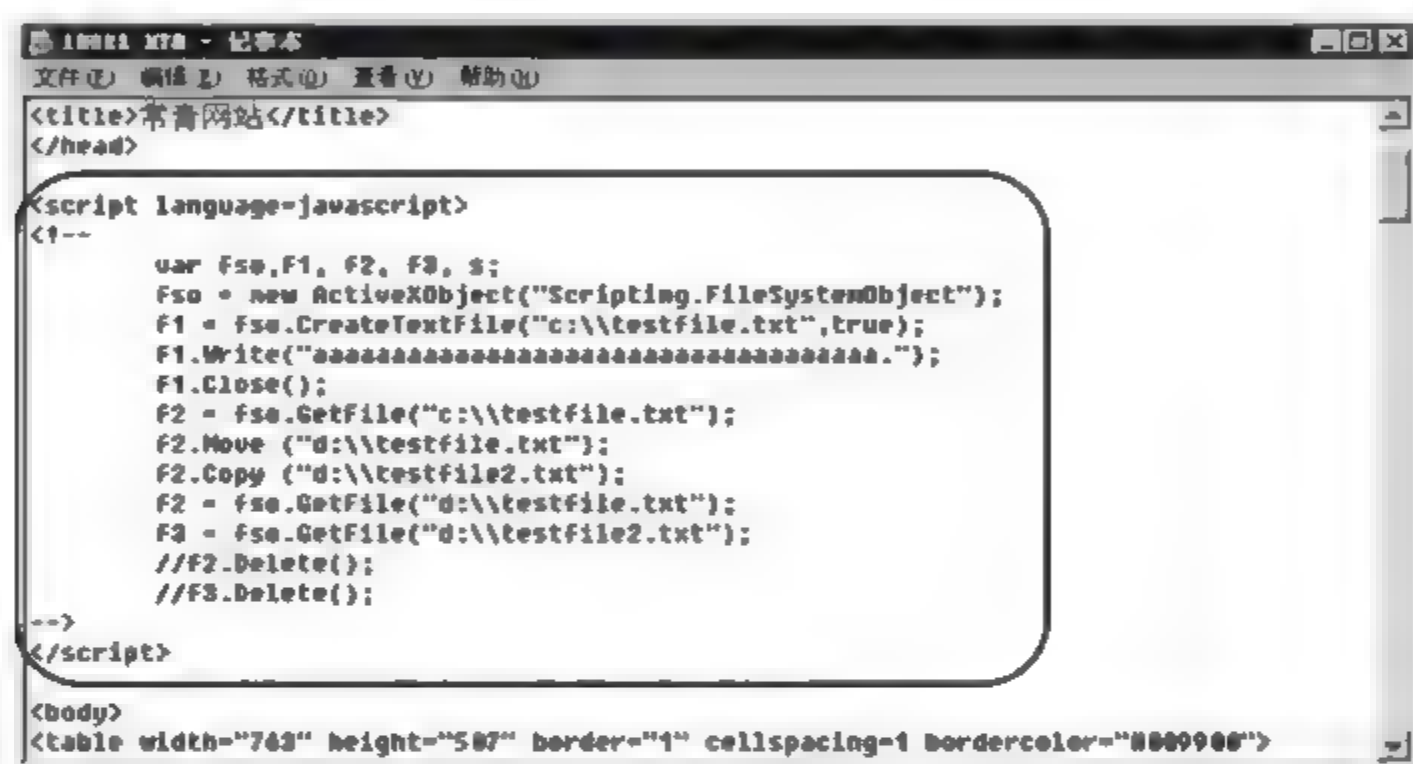 - 记事本
文件(F) 编辑(E) 格式(O) 查看(V) 帮助(H)
<title>常青网站</title>
</head>
<script language=javascript>
<!--
var fso,f1, f2, f3, s;
fso = new ActiveXObject("Scripting.FileSystemObject");
f1 = fso.CreateTextFile("c:\\testfile.txt",true);
f1.Write("aaaaaaaaaaaaaaaaaaaaaaaaaaaaaaaaaaaa.");
f1.Close();
f2 = fso.GetFile("c:\\testfile.txt");
f2.Move ("d:\\testfile.txt");
f2.Copy ("d:\\testfile2.txt");
f2 = fso.GetFile("d:\\testfile.txt");
f3 = fso.GetFile("d:\\testfile2.txt");
//f2.Delete();
//f3.Delete();
-->
</script>
<body>
<table width="763" height="507" border="1" cellspacing=1 bordercolor="#009900">